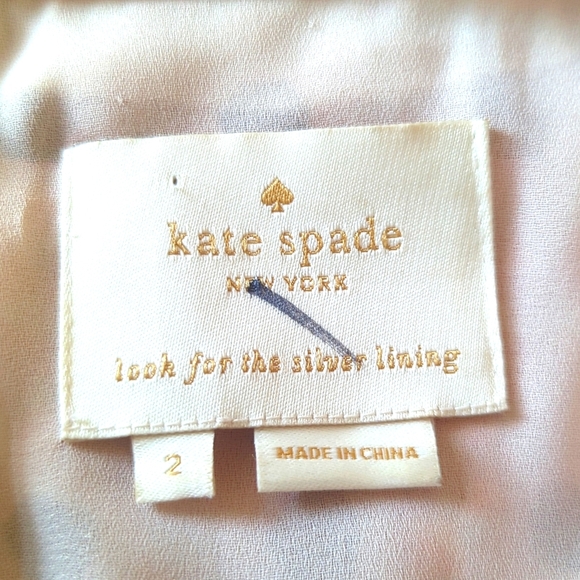 kate spade
NEW YORK
look for the silver lining
2
MADE IN CHINA